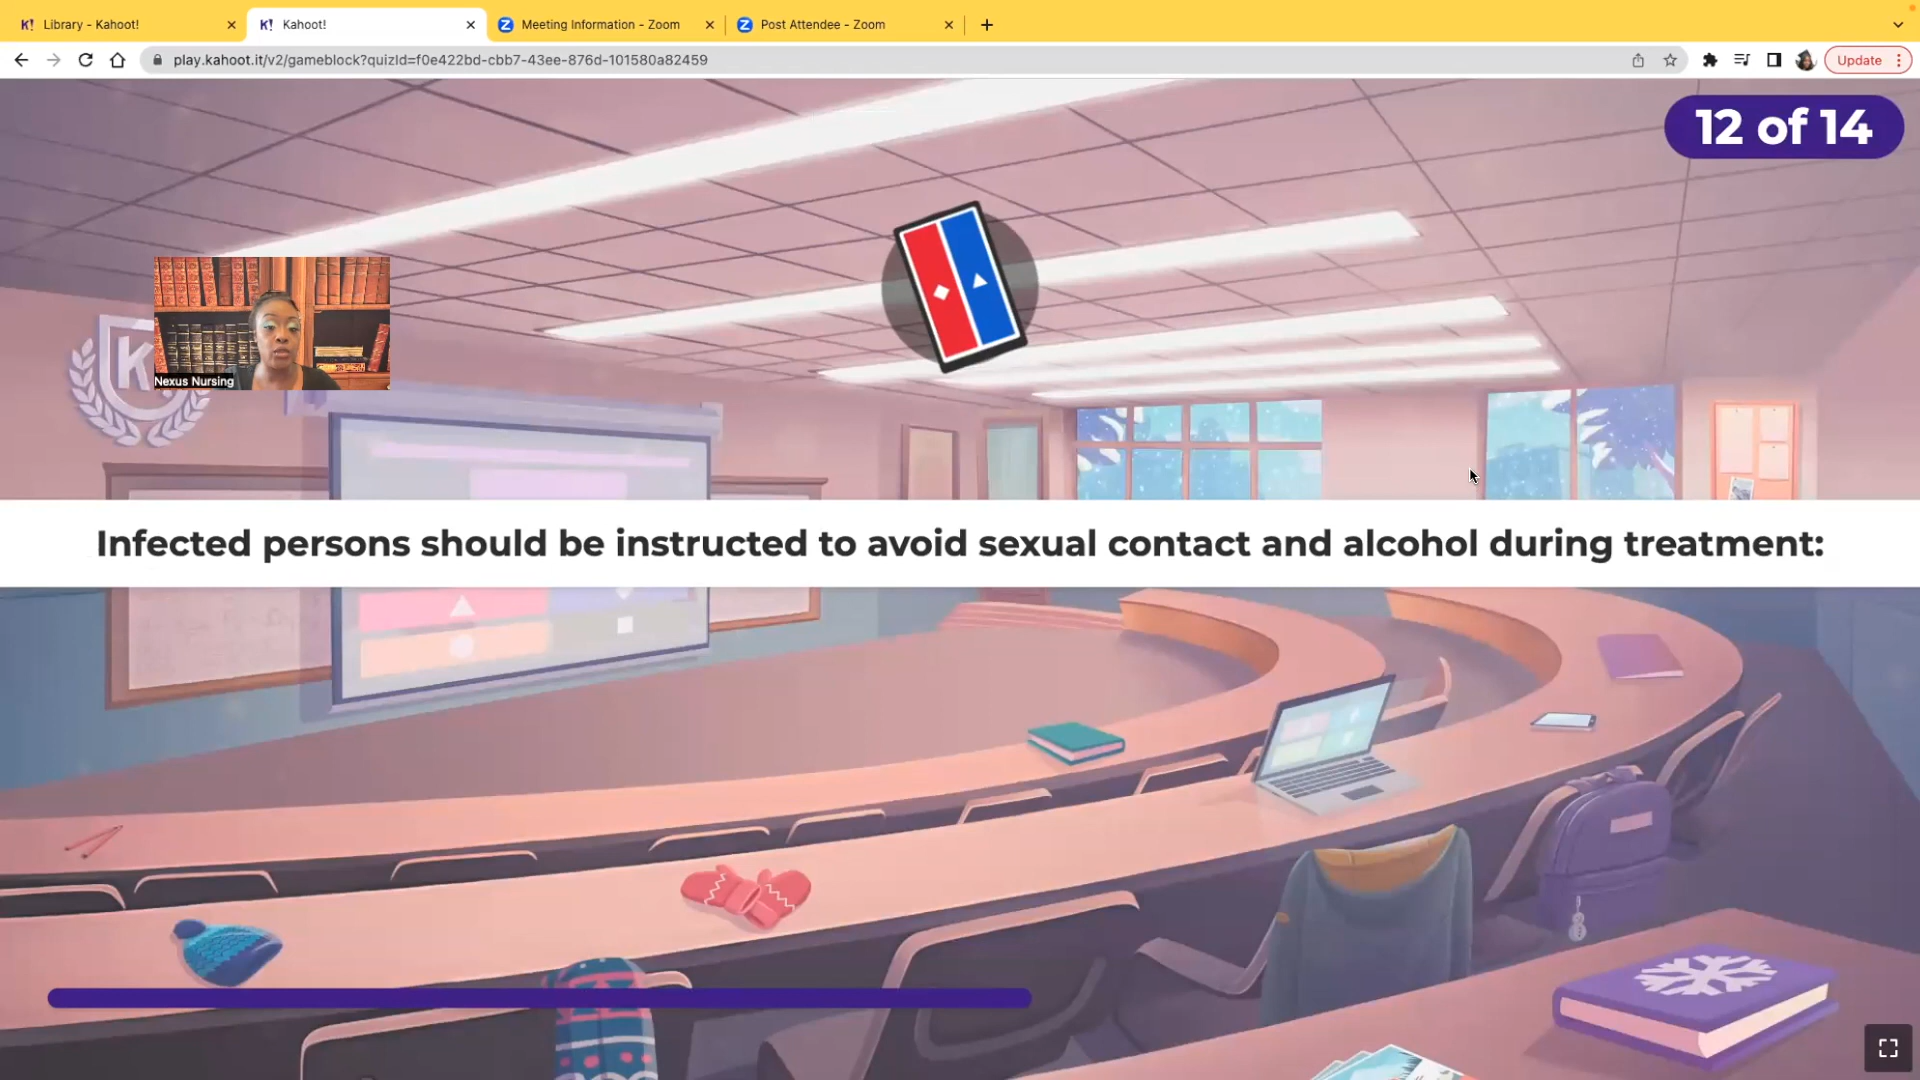 Library - Kahoot!
Kahoot!
Meeting Information - Zoom
Post Attendee - Zoom
play.kahoot.it/v2/gameblock?quizId=f0e422bd-cbb7-43ee-876d-101580a82459
Update
12 of 14
K
Nexus Nursing
Infected persons should be instructed to avoid sexual contact and alcohol during treatment: